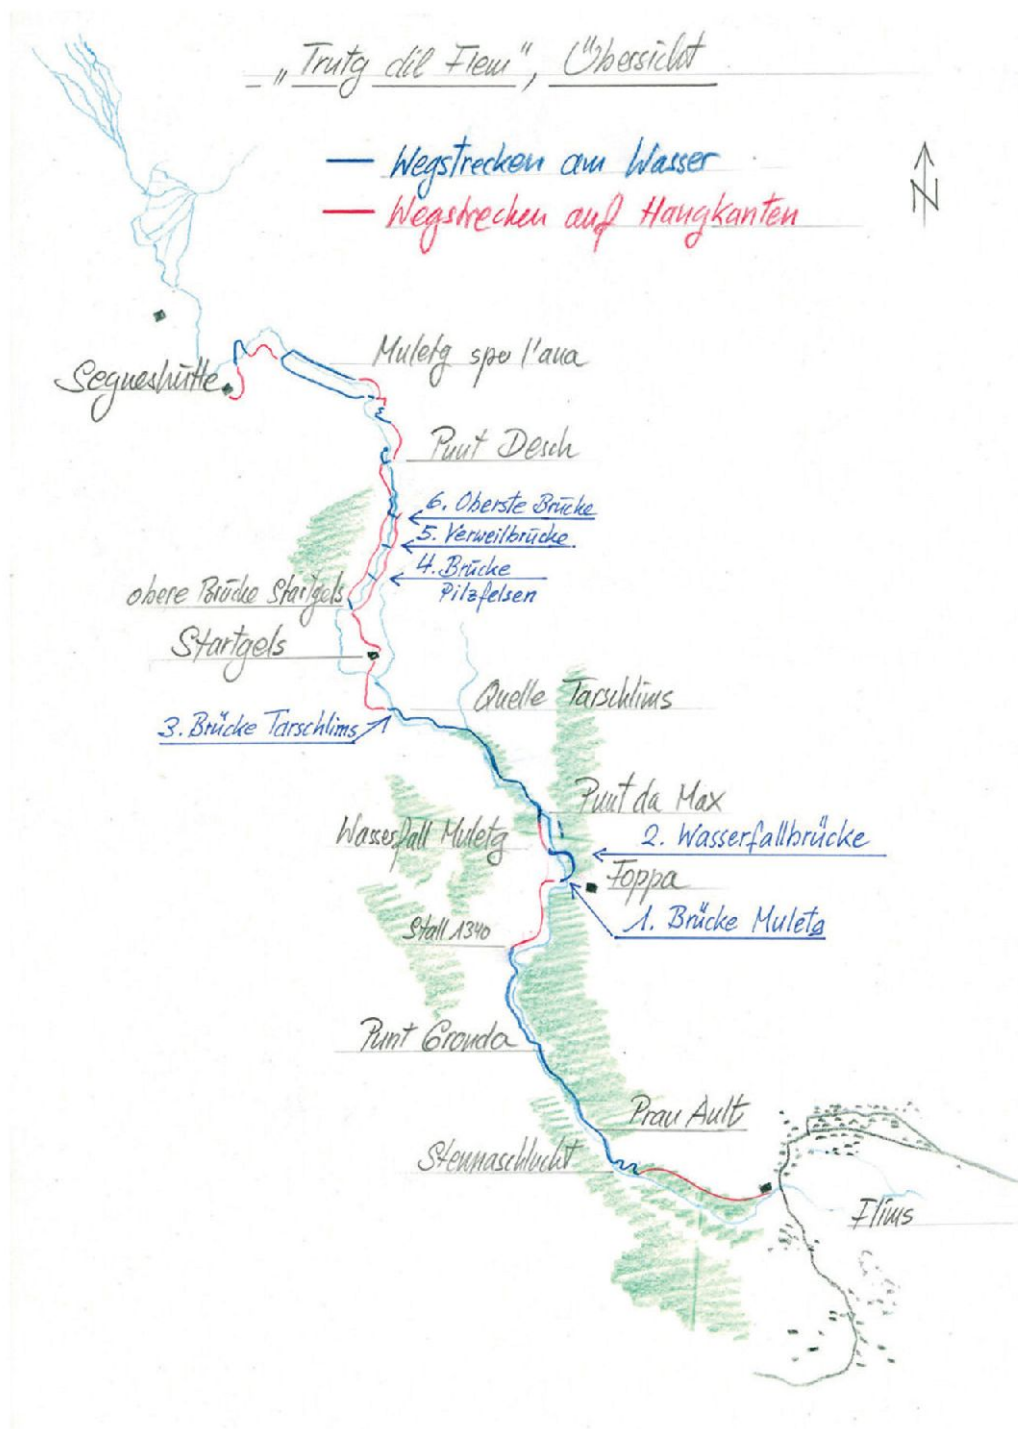 „Trutg dil Flem", Übersicht
Wegstrecken am Wasser
Wegstrecken auf Hangkanten
N
Muletg spo l'aua
Segneshütte
Punt Desch
6. Oberste Brücke
5. Verweilbrücke
4. Brücke
Pilzfelsen
obere Brücke Startgels
Startgels
Quelle Tarschlims
3. Brücke Tarschlims
Punt da Max
Wasserfall Muletg
2. Wasserfallbrücke
Foppa
1. Brücke Muletg
Stall 1340
Punt Gronda
Prau Ault
Stennaschlucht
Flims